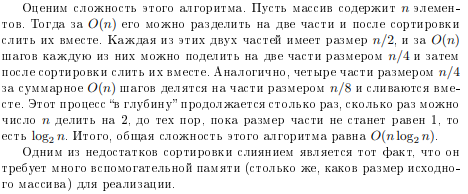 Оценим сложность этого алгоритма. Пусть массив содержит n элемен-
тов. Тогда за O(n) его можно разделить на две части и после сортировки
слить их вместе. Каждая из этих двух частей имеет размер n/2, и за O(n)
шагов каждую из них можно поделить на две части размером n/4 и затем
после сортировки слить их вместе. Аналогично, четыре части размером n/4
за суммарное O(n) шагов делятся на части размером n/8 и сливаются вме-
сте. Этот процесс “в глубину” продолжается столько раз, сколько раз можно
число n делить на 2, до тех пор, пока размер части не станет равен 1, то
есть log₂ n. Итого, общая сложность этого алгоритма равна O(n log₂ n).
Одним из недостатков сортировки слиянием является тот факт, что он
требует много вспомогательной памяти (столько же, каков размер исходно-
го массива) для реализации.